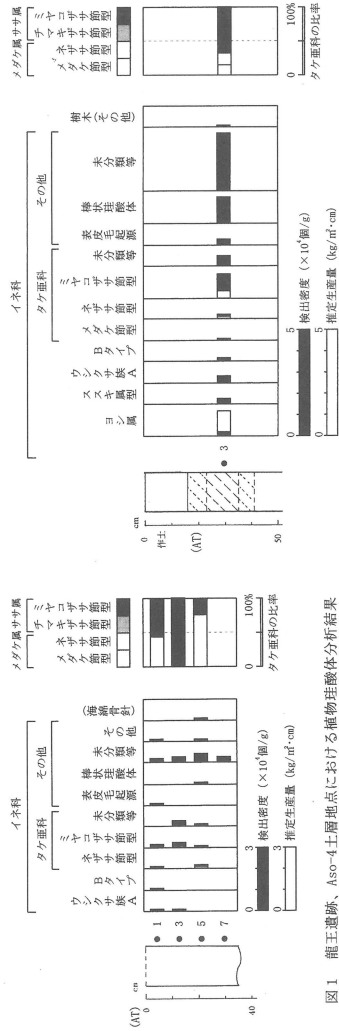 イネ科
タケ亜科
その他
メダケ属
ササ属
ウシクサ族A
Bタイプ
ネザサ節型
ミヤコザサ節型
未分類等
表皮毛起源
棒状珪酸体
未分類等
その他
(海綿骨針)
メダケ節型
ネザサ節型
チマキザサ節型
ミヤコザサ節型
cm
(AT)
0
40
1
3
5
7
0
3
検出密度 (×10⁴個/g)
0
3
推定生産量 (kg/㎡・cm)
0
100%
タケ亜科の比率
イネ科
タケ亜科
その他
メダケ属
ササ属
ヨシ属
ススキ属型
ウシクサ族A
Bタイプ
メダケ節型
ネザサ節型
ミヤコザサ節型
未分類等
表皮毛起源
棒状珪酸体
未分類等
樹木(その他)
メダケ節型
ネザサ節型
チマキザサ節型
ミヤコザサ節型
cm
0
作土
(AT)
50
3
0
5
検出密度 (×10⁴個/g)
0
5
推定生産量 (kg/㎡・cm)
0
100%
タケ亜科の比率
図1 龍王遺跡、Aso-4土層地点における植物珪酸体分析結果